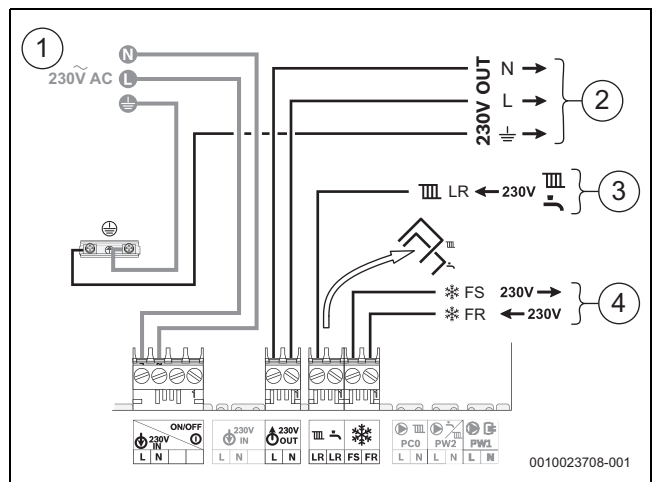 1
N
230V AC L
230V OUT
N
L
2
LR 230V
3
FS 230V
FR 230V
4
ON/OFF
230V IN
L N
230V IN
L N
230V OUT
L N
LR LR
FS FR
PC0
L N
PW2
L N
PW1
L N
0010023708-001